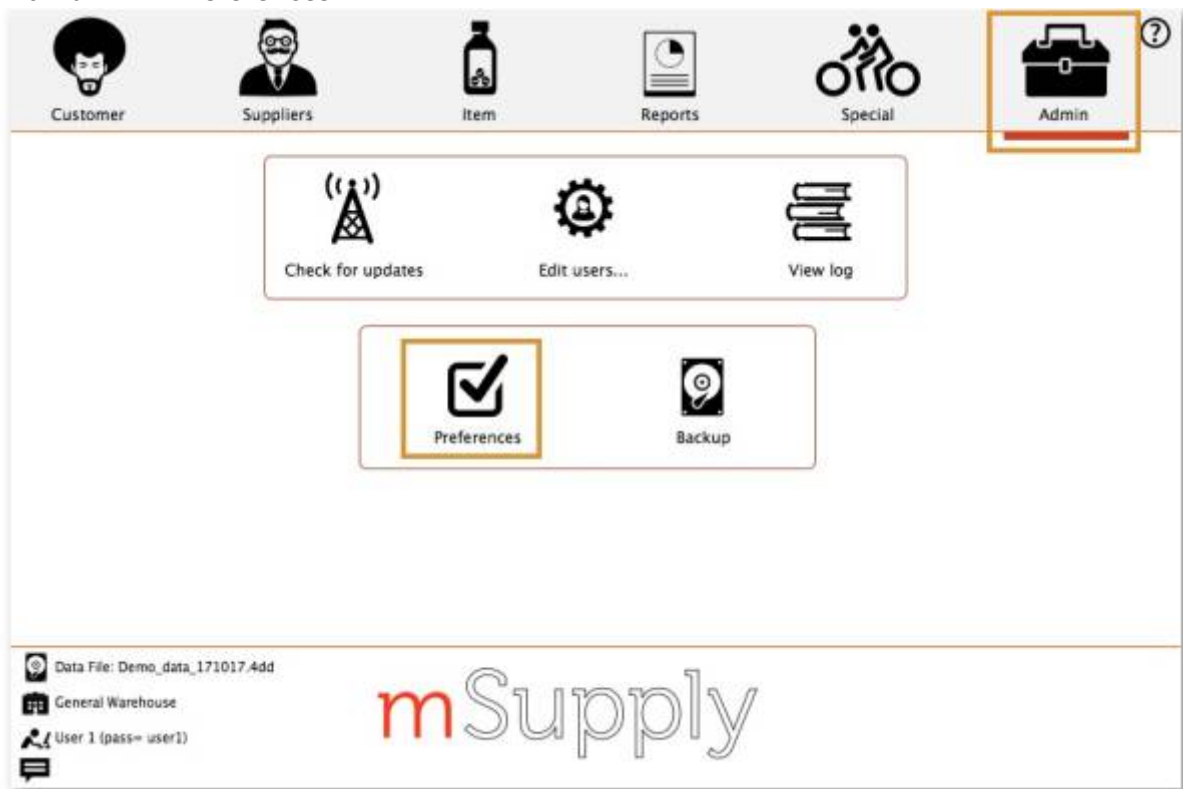 Customer
Suppliers
Item
Reports
Special
Admin
?
Check for updates
Edit users...
View log
Preferences
Backup
Data File: Demo_data_171017.4dd
General Warehouse
User 1 (pass= user1)
mSupply